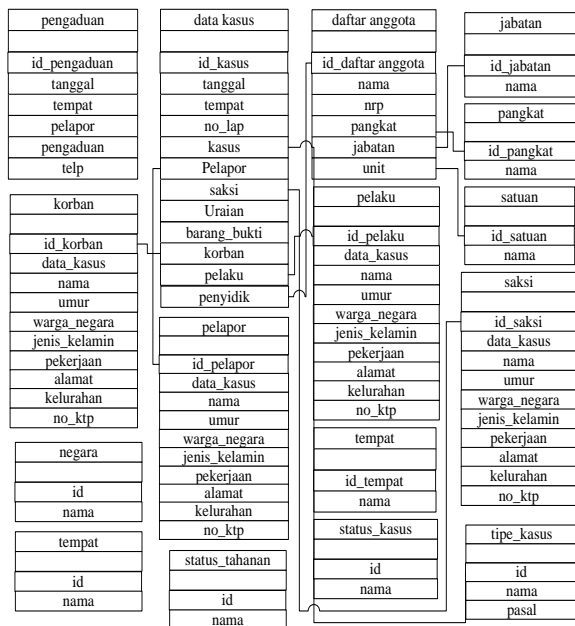 pengaduan
id_pengaduan
tanggal
tempat
pelapor
pengaduan
telp
data kasus
id_kasus
tanggal
tempat
no_lap
kasus
Pelapor
saksi
Uraian
barang_bukti
korban
pelaku
penyidik
daftar anggota
id_daftar anggota
nama
nrp
pangkat
jabatan
unit
jabatan
id_jabatan
nama
pangkat
id_pangkat
nama
korban
id_korban
data_kasus
nama
umur
warga_negara
jenis_kelamin
pekerjaan
alamat
kelurahan
no_ktp
pelaku
id_pelaku
data_kasus
nama
umur
warga_negara
jenis_kelamin
pekerjaan
alamat
kelurahan
no_ktp
satuan
id_satuan
nama
saksi
id_saksi
data_kasus
nama
umur
warga_negara
jenis_kelamin
pekerjaan
alamat
kelurahan
no_ktp
pelapor
id_pelapor
data_kasus
nama
umur
warga_negara
jenis_kelamin
pekerjaan
alamat
kelurahan
no_ktp
negara
id
nama
tempat
id_tempat
nama
tempat
id
nama
status_tahanan
id
nama
status_kasus
id
nama
tipe_kasus
id
nama
pasal